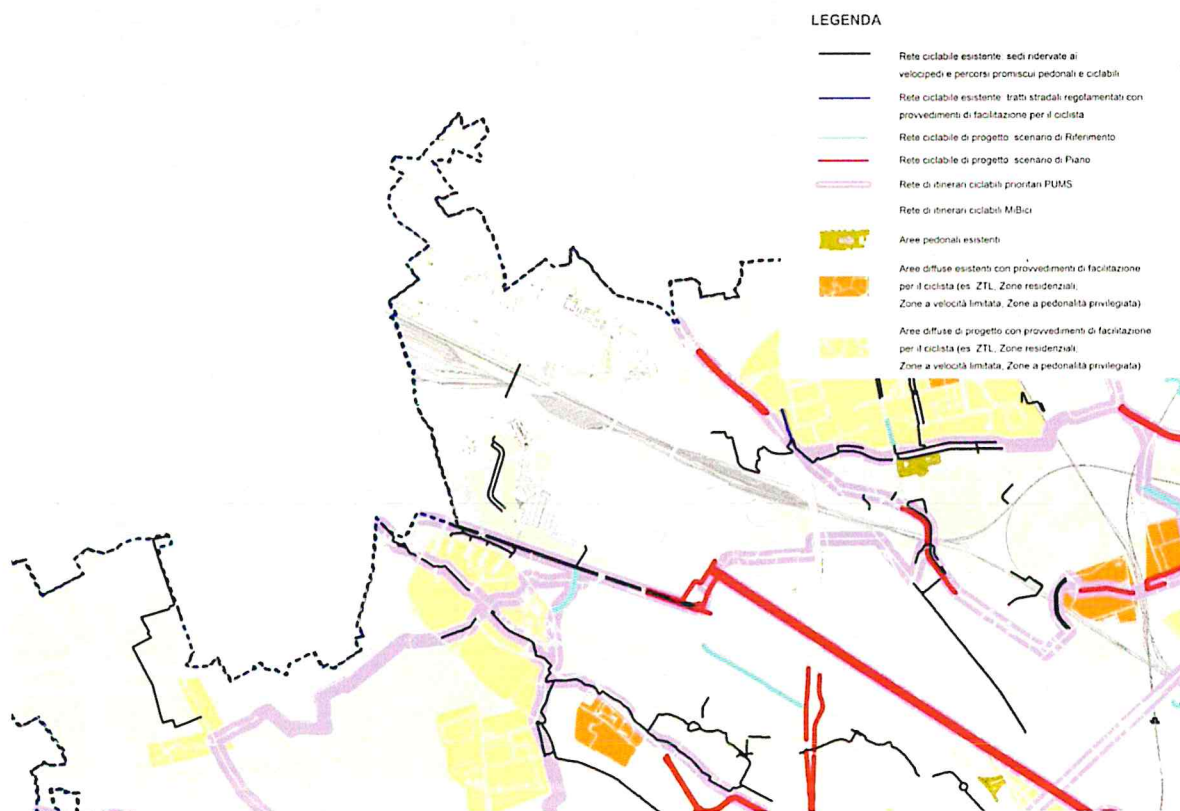 LEGENDA
Rete ciclabile esistente: sedi ridervate ai
velocipedi e percorsi promiscui pedonali e ciclabili
Rete ciclabile esistente: tratti stradali regolamentati con
provvedimenti di facilitazione per il ciclista
Rete ciclabile di progetto: scenario di Riferimento
Rete ciclabile di progetto: scenario di Piano
Rete di itinerari ciclabili prioritari PUMS
Rete di itinerari ciclabili MiBici
Aree pedonali esistenti
Aree diffuse esistenti con provvedimenti di facilitazione
per il ciclista (es. ZTL, Zone residenziali,
Zone a velocità limitata, Zone a pedonalità privilegiata)
Aree diffuse di progetto con provvedimenti di facilitazione
per il ciclista (es. ZTL, Zone residenziali,
Zone a velocità limitata, Zone a pedonalità privilegiata)